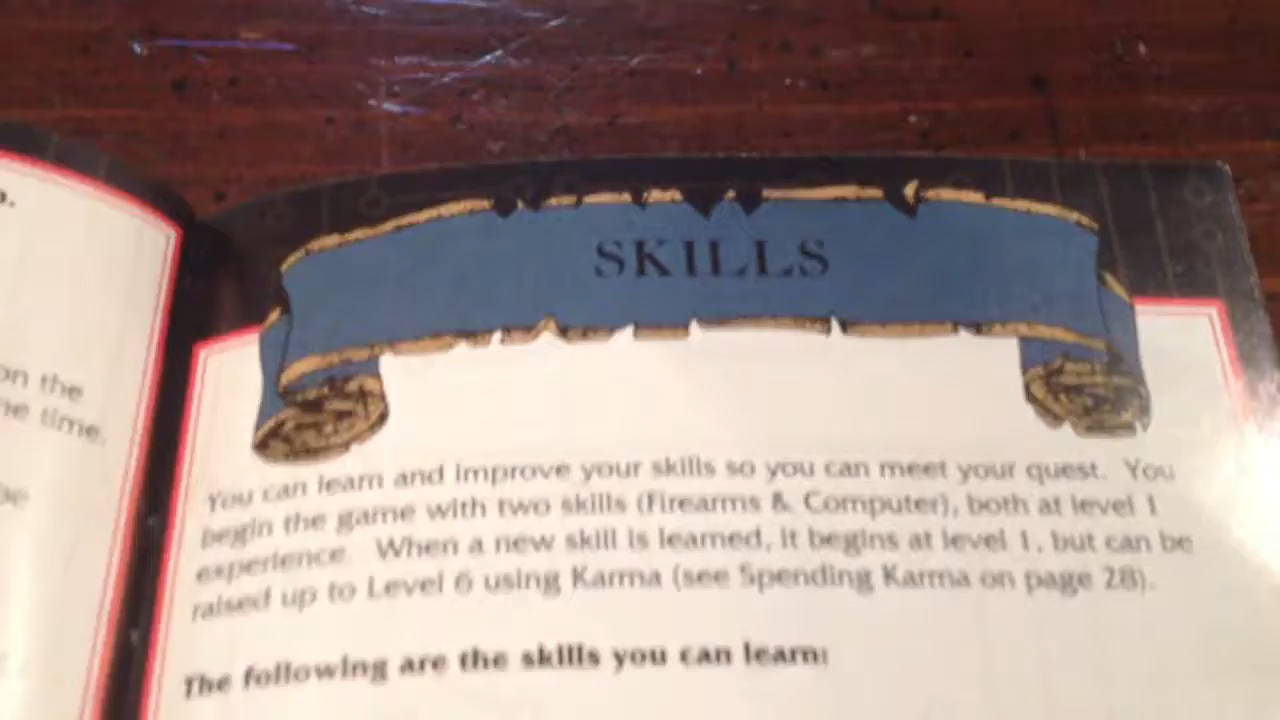 on the
time.
SKILLS
You can learn and improve your skills so you can meet your quest. You
begin the game with two skills (Firearms & Computer), both at level 1
experience. When a new skill is learned, it begins at level 1, but can be
raised up to Level 6 using Karma (see Spending Karma on page 28).
The following are the skills you can learn: